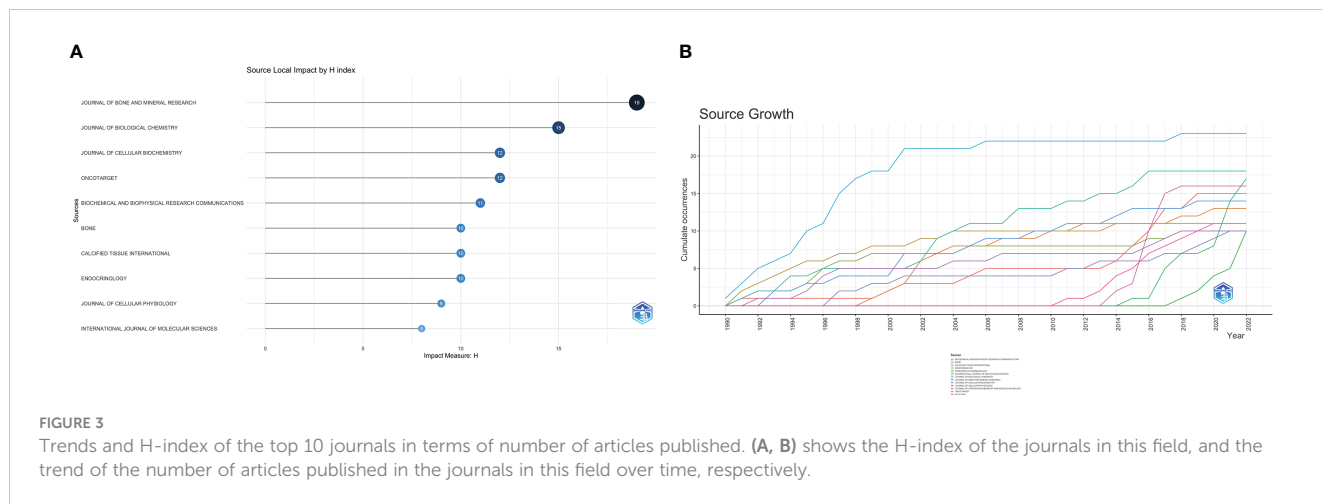 A
B
Source Local Impact by H index
Sources
JOURNAL OF BONE AND MINERAL RESEARCH
19
JOURNAL OF BIOLOGICAL CHEMISTRY
15
JOURNAL OF CELLULAR BIOCHEMISTRY
12
ONCOTARGET
12
BIOCHEMICAL AND BIOPHYSICAL RESEARCH COMMUNICATIONS
11
BONE
10
CALCIFIED TISSUE INTERNATIONAL
10
ENDOCRINOLOGY
10
JOURNAL OF CELLULAR PHYSIOLOGY
9
INTERNATIONAL JOURNAL OF MOLECULAR SCIENCES
8
0 5 10 15
Impact Measure: H
Source Growth
Cumulate occurrences
20
15
10
5
0
1990 1992 1994 1996 1998 2000 2002 2004 2006 2008 2010 2012 2014 2016 2018 2020 2022
Year
Source
FIGURE 3
Trends and H-index of the top 10 journals in terms of number of articles published. (A, B) shows the H-index of the journals in this field, and the
trend of the number of articles published in the journals in this field over time, respectively.